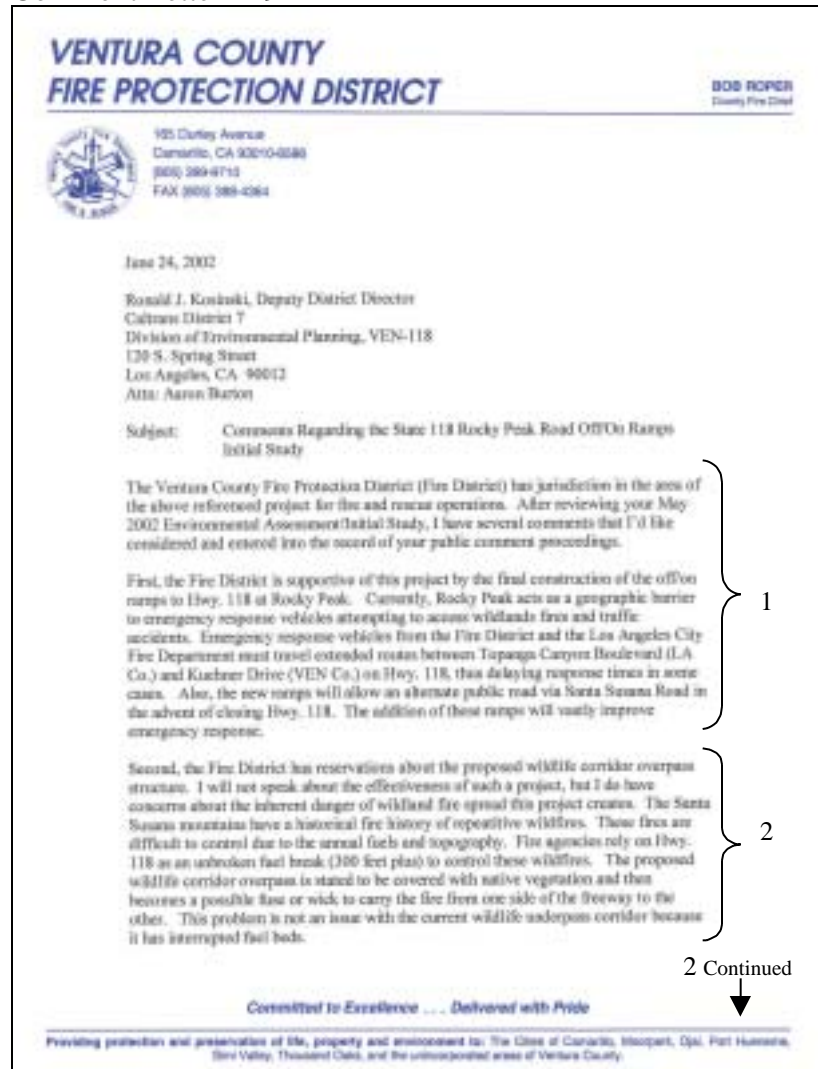 VENTURA COUNTY
FIRE PROTECTION DISTRICT
BOB ROPER
County Fire Chief
165 Durley Avenue
Camarillo, CA 93010-8586
(805) 389-9710
FAX (805) 388-4364
June 24, 2002
Ronald J. Kosinski, Deputy District Director
Caltrans District 7
Division of Environmental Planning, VEN-118
120 S. Spring Street
Los Angeles, CA 90012
Attn: Aaron Burton
Subject: Comments Regarding the State 118 Rocky Peak Road Off/On Ramps
Initial Study
The Ventura County Fire Protection District (Fire District) has jurisdiction in the area of
the above referenced project for fire and rescue operations. After reviewing your May
2002 Environmental Assessment/Initial Study, I have several comments that I'd like
considered and entered into the record of your public comment proceedings.
First, the Fire District is supportive of this project by the final construction of the off/on
ramps to Hwy. 118 at Rocky Peak. Currently, Rocky Peak acts as a geographic barrier
to emergency response vehicles attempting to access wildlands fires and traffic
accidents. Emergency response vehicles from the Fire District and the Los Angeles City
Fire Department must travel extended routes between Topanga Canyon Boulevard (LA
Co.) and Kuehner Drive (VEN Co.) on Hwy. 118, thus delaying response times in some
cases. Also, the new ramps will allow an alternate public road via Santa Susana Road in
the advent of closing Hwy. 118. The addition of these ramps will vastly improve
emergency response.
1
Second, the Fire District has reservations about the proposed wildlife corridor overpass
structure. I will not speak about the effectiveness of such a project, but I do have
concerns about the inherent danger of wildland fire spread this project creates. The Santa
Susana mountains have a historical fire history of repetitive wildfires. These fires are
difficult to control due to the annual fuels and topography. Fire agencies rely on Hwy.
118 as an unbroken fuel break (300 feet plus) to control these wildfires. The proposed
wildlife corridor overpass is stated to be covered with native vegetation and then
becomes a possible fuse or wick to carry the fire from one side of the freeway to the
other. This problem is not an issue with the current wildlife underpass corridor because
it has interrupted fuel beds.
2
2 Continued
Committed to Excellence . . . Delivered with Pride
Providing protection and preservation of life, property and environment to: The Cities of Camarillo, Moorpark, Ojai, Port Hueneme,
Simi Valley, Thousand Oaks, and the unincorporated areas of Ventura County.